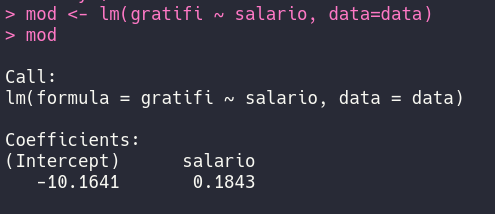 > mod <- lm(gratifi ~ salario, data=data)
> mod
Call:
lm(formula = gratifi ~ salario, data = data)
Coefficients:
(Intercept)      salario
   -10.1641       0.1843